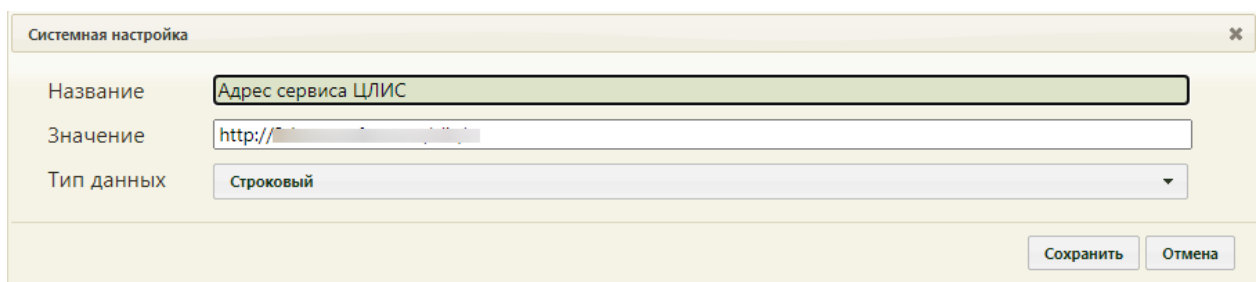 Системная настройка
Название Адрес сервиса ЦЛИС
Значение http://
Тип данных Строковый
Сохранить Отмена